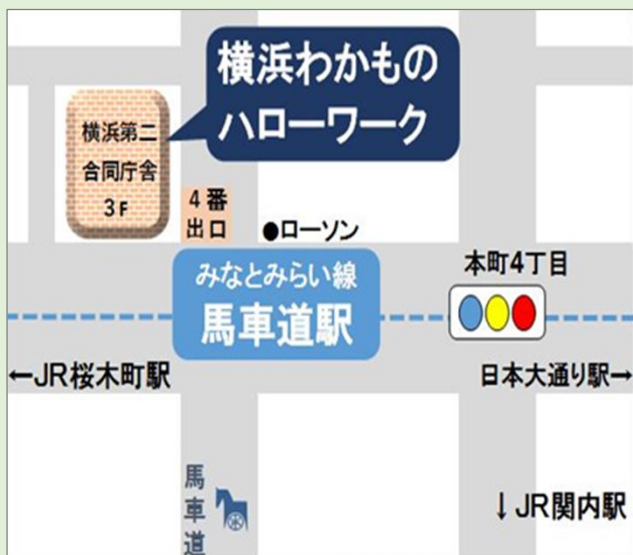 横浜わかもの
ハローワーク
横浜第二
合同庁舎
3F
4番
出口
●ローソン
みなとみらい線
馬車道駅
本町4丁目
←JR桜木町駅
日本大通り駅→
馬車道
↓JR関内駅